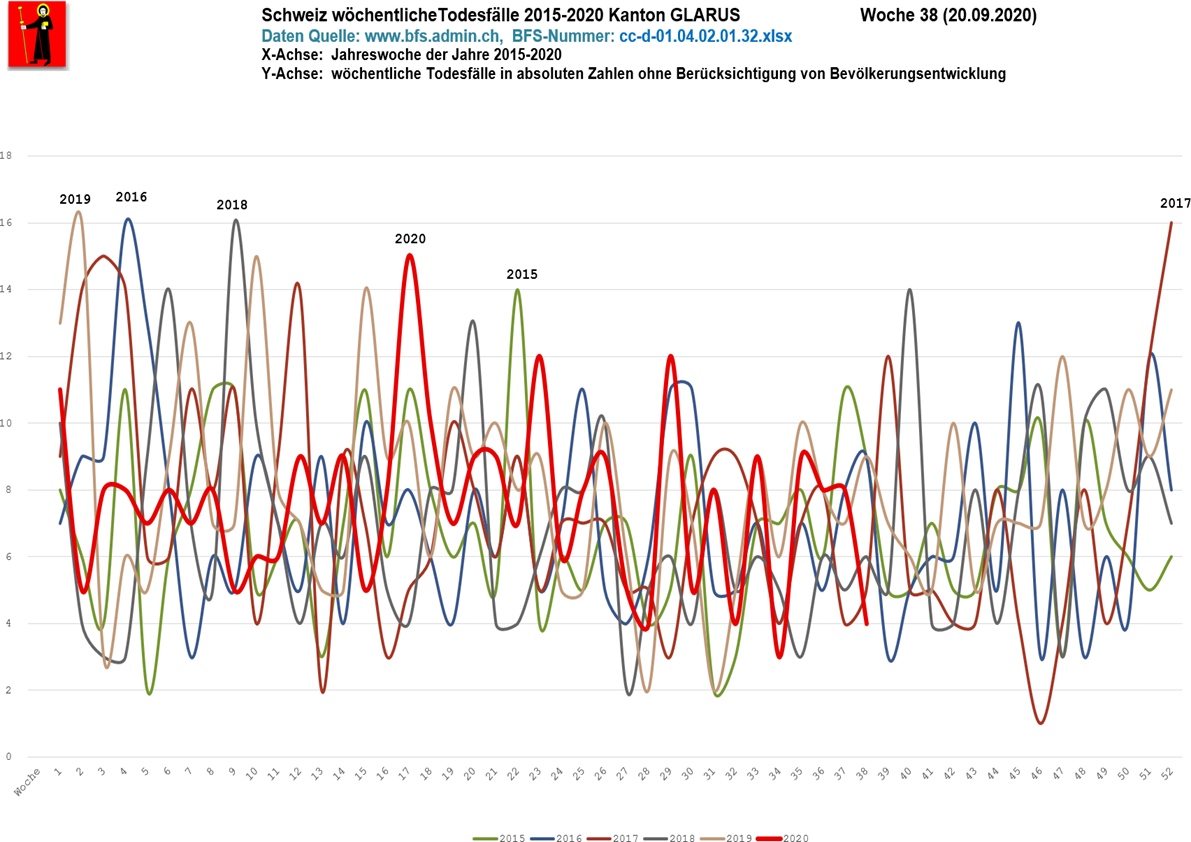 Schweiz wöchentlicheTodesfälle 2015-2020 Kanton GLARUS Woche 38 (20.09.2020)
Daten Quelle: www.bfs.admin.ch, BFS-Nummer: cc-d-01.04.02.01.32.xlsx
X-Achse: Jahreswoche der Jahre 2015-2020
Y-Achse: wöchentliche Todesfälle in absoluten Zahlen ohne Berücksichtigung von Bevölkerungsentwicklung
18
2019 2016 2018 2017
16
2020
2015
14
12
10
8
6
4
2
0
Woche 1 2 3 4 5 6 7 8 9 10 11 12 13 14 15 16 17 18 19 20 21 22 23 24 25 26 27 28 29 30 31 32 33 34 35 36 37 38 39 40 41 42 43 44 45 46 47 48 49 50 51 52
2015 2016 2017 2018 2019 2020